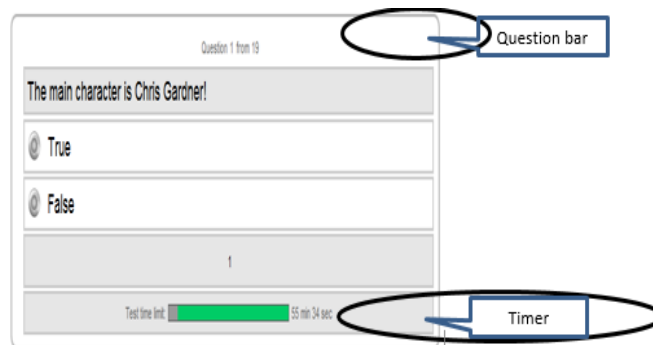 Question 1 from 19
Question bar
The main character is Chris Gardner!
True
False
1
Test time limit: 55 min 34 sec
Timer